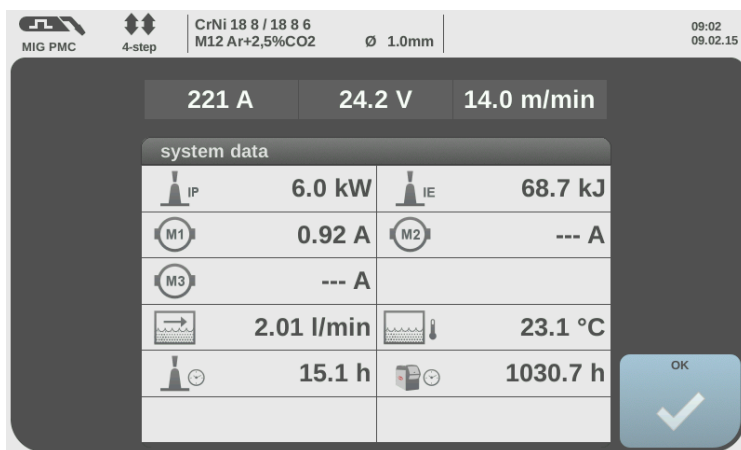 MIG PMC
4-step
CrNi 18 8 / 18 8 6
M12 Ar+2,5%CO2 Ø 1.0mm
09:02
09.02.15
221 A 24.2 V 14.0 m/min
system data
IP 6.0 kW IE 68.7 kJ
M1 0.92 A M2 --- A
M3 --- A
2.01 l/min 23.1 °C
15.1 h 1030.7 h
OK